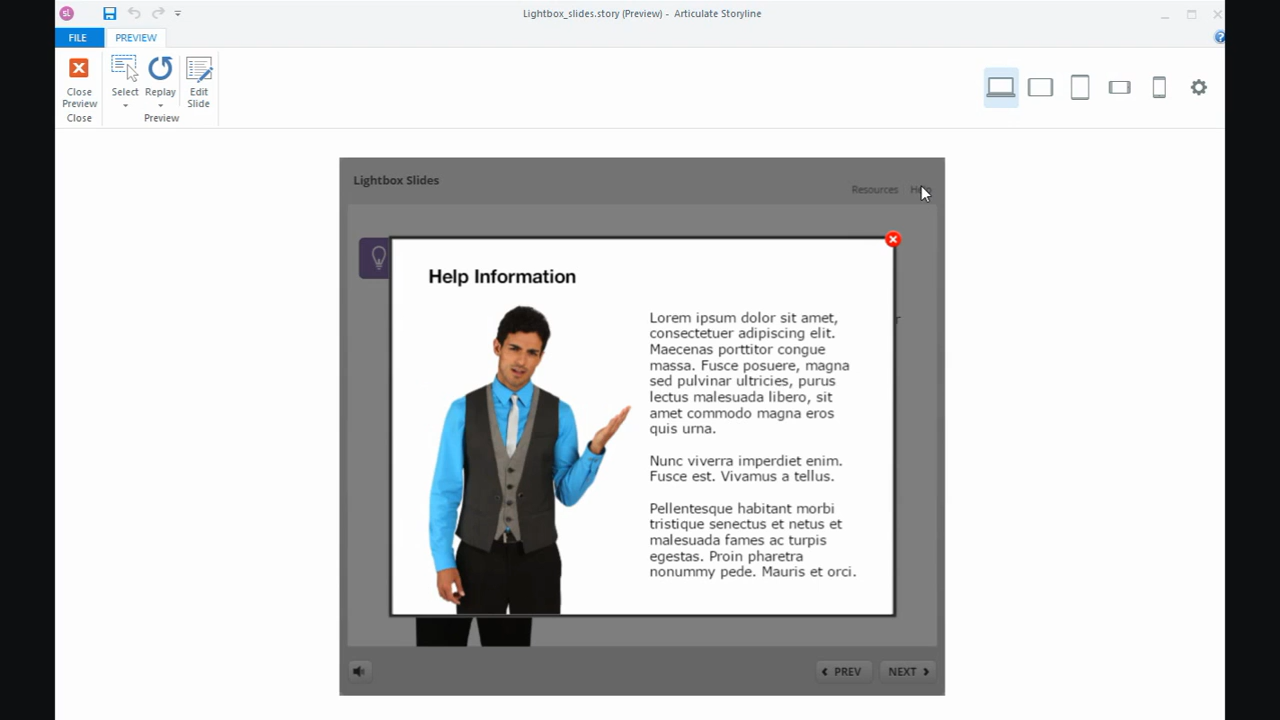 sL
Lightbox_slides.story (Preview) - Articulate Storyline
FILE
PREVIEW
?
Close
Preview
Select
Replay
Edit
Slide
Close
Preview
Lightbox Slides
Resources
Help Information
Lorem ipsum dolor sit amet,
consectetuer adipiscing elit.
Maecenas porttitor congue
massa. Fusce posuere, magna
sed pulvinar ultricies, purus
lectus malesuada libero, sit
amet commodo magna eros
quis urna.
Nunc viverra imperdiet enim.
Fusce est. Vivamus a tellus.
Pellentesque habitant morbi
tristique senectus et netus et
malesuada fames ac turpis
egestas. Proin pharetra
nonummy pede. Mauris et orci.
PREV
NEXT